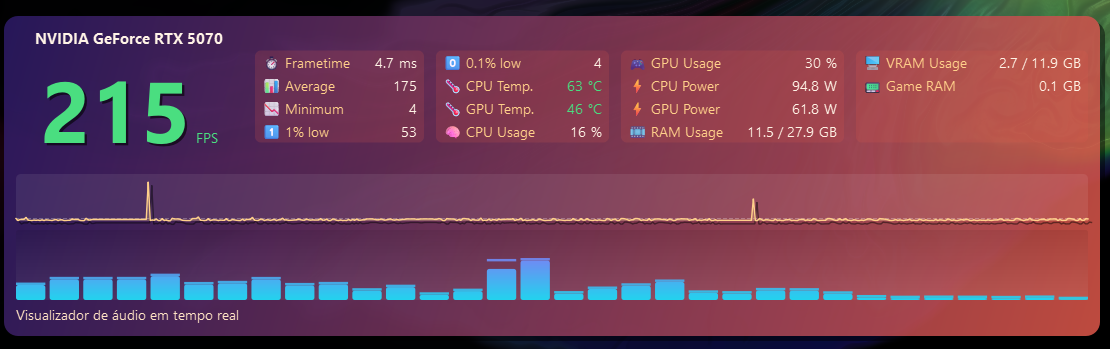 NVIDIA GeForce RTX 5070
215 FPS
Frametime 4.7 ms
Average 175
Minimum 4
1% low 53
0.1% low 4
CPU Temp. 63 °C
GPU Temp. 46 °C
CPU Usage 16 %
GPU Usage 30 %
CPU Power 94.8 W
GPU Power 61.8 W
RAM Usage 11.5 / 27.9 GB
VRAM Usage 2.7 / 11.9 GB
Game RAM 0.1 GB
Visualizador de áudio em tempo real